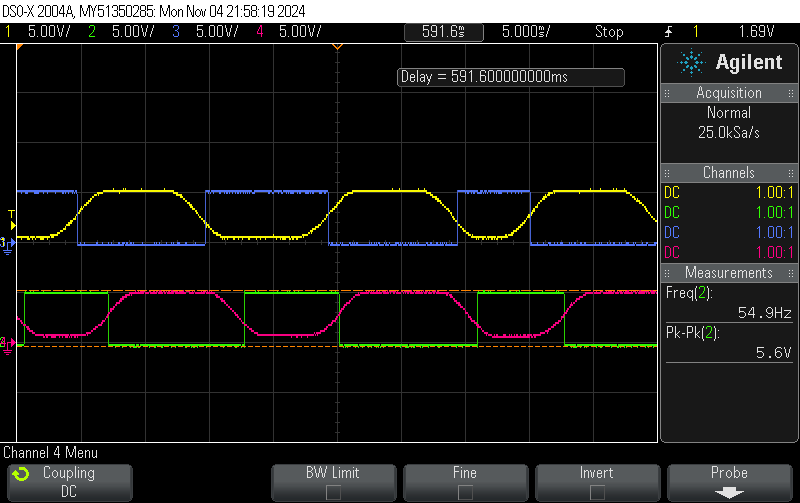 DSO-X 2004A, MY51350285: Mon Nov 04 21:58:19 2024
1 5.00V/ 2 5.00V/ 3 5.00V/ 4 5.00V/ 591.6ms 5.000ms/ Stop 1 1.69V
Delay = 591.600000000ms
Agilent
Acquisition
Normal
25.0kSa/s
Channels
DC 1.00:1
DC 1.00:1
DC 1.00:1
DC 1.00:1
Measurements
Freq(2):
54.9Hz
Pk-Pk(2):
5.6V
T
Channel 4 Menu
Coupling
DC
BW Limit
Fine
Invert
Probe